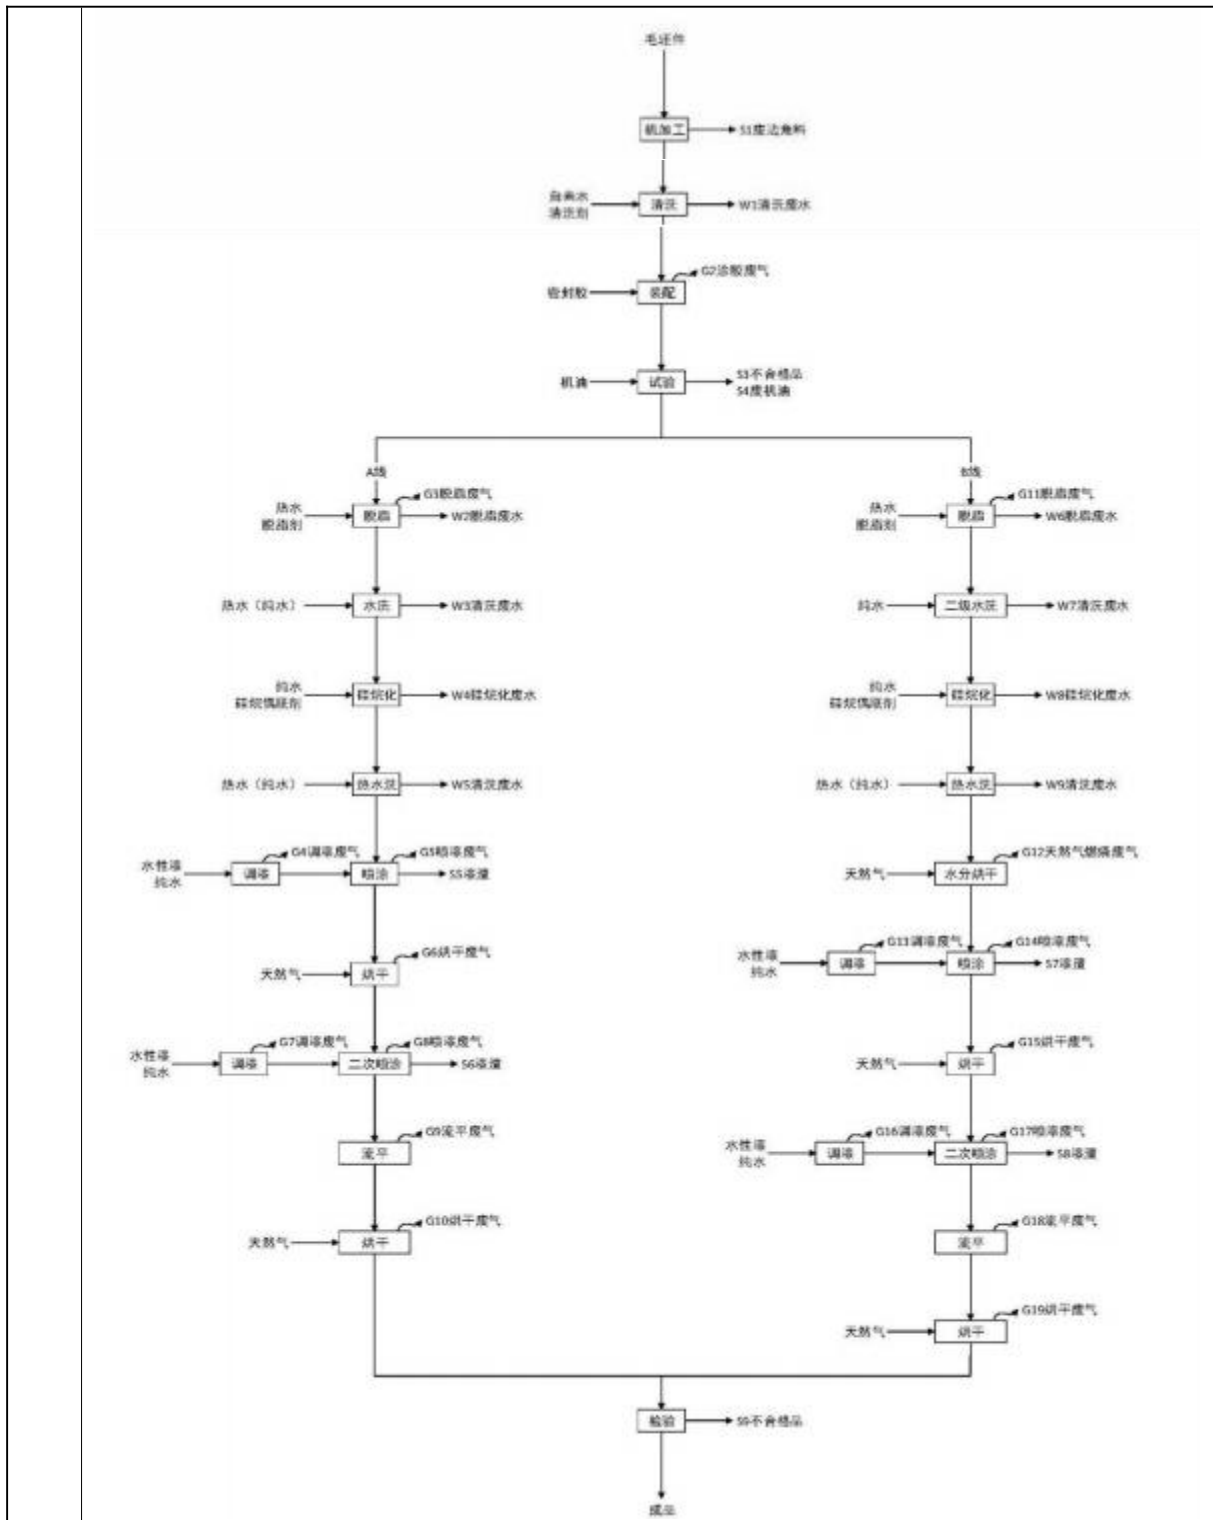 毛坯件
机加工
S1废边角料
自来水
清洗剂
清洗
W1清洗废水
G2涂胶废气
密封胶
装配
机油
试验
S3不合格品
S4废机油
A线
B线
G3脱脂废气
热水
脱脂剂
脱脂
W2脱脂废水
G11脱脂废气
热水
脱脂剂
脱脂
W6脱脂废水
热水（纯水）
水洗
W3清洗废水
纯水
二级水洗
W7清洗废水
纯水
硅烷偶联剂
硅烷化
W4硅烷化废水
纯水
硅烷偶联剂
硅烷化
W8硅烷化废水
热水（纯水）
热水洗
W5清洗废水
热水（纯水）
热水洗
W9清洗废水
G4调漆废气
G5喷漆废气
水性漆
纯水
调漆
喷涂
S5漆渣
G12天然气燃烧废气
天然气
水分烘干
G6烘干废气
天然气
烘干
G13调漆废气
G14喷漆废气
水性漆
纯水
调漆
喷涂
S7漆渣
G7调漆废气
G8喷漆废气
水性漆
纯水
调漆
二次喷涂
S6漆渣
G15烘干废气
天然气
烘干
G9流平废气
流平
G16调漆废气
G17喷漆废气
水性漆
纯水
调漆
二次喷涂
S8漆渣
G10烘干废气
天然气
烘干
G18流平废气
流平
G19烘干废气
天然气
烘干
检验
S9不合格品
成品